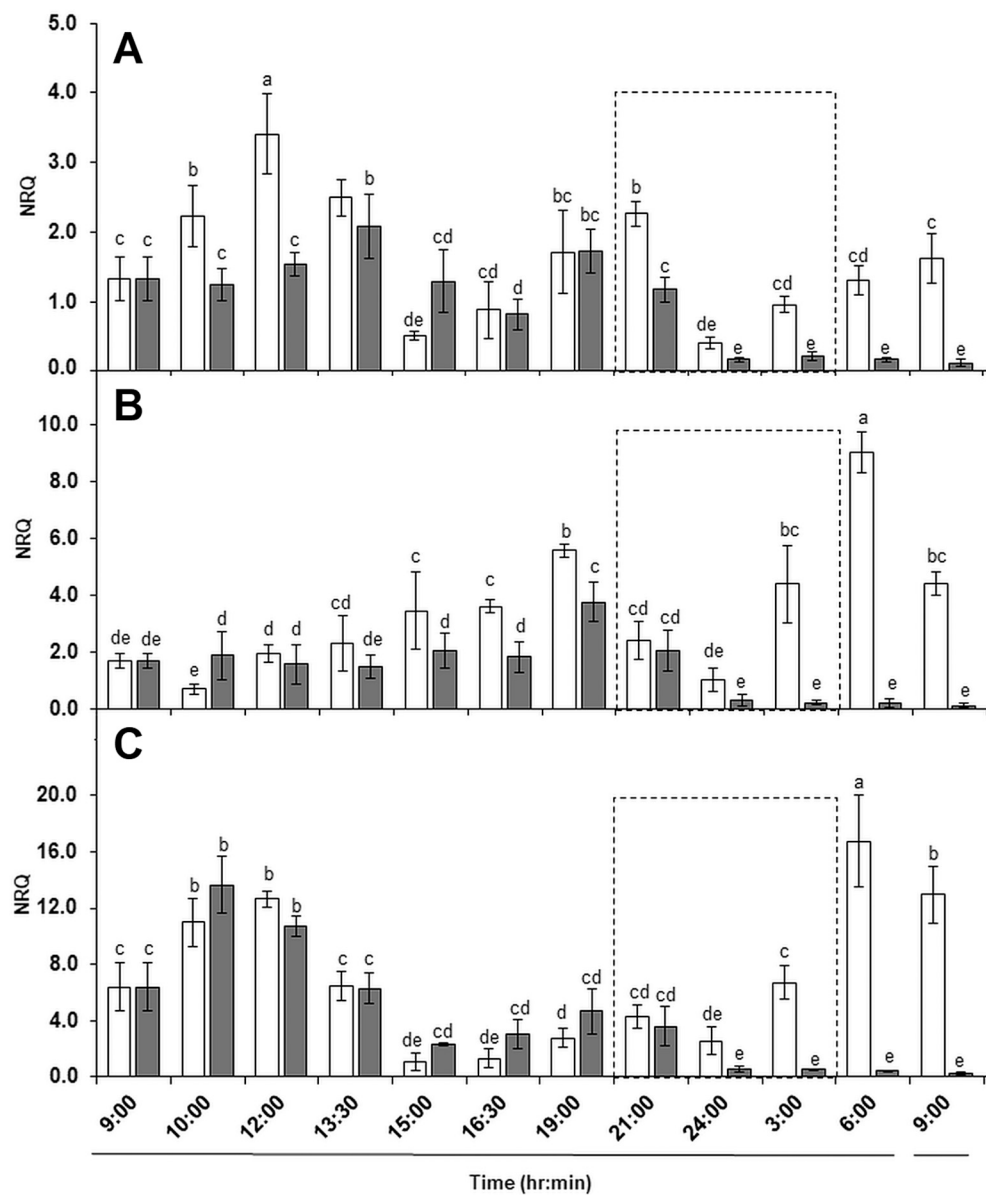 A
NRQ
5.0
4.0
3.0
2.0
1.0
0.0
c c b c a c b de cd cd d bc bc b c de e cd e cd e c e
B
NRQ
10.0
8.0
6.0
4.0
2.0
0.0
de de e d d d cd de c d c d b c cd cd de e bc e a e bc e
C
NRQ
20.0
16.0
12.0
8.0
4.0
0.0
c c b b b b c c de cd de cd d cd cd cd de e c e a e b e
9:00 10:00 12:00 13:30 15:00 16:30 19:00 21:00 24:00 3:00 6:00 9:00
Time (hr:min)